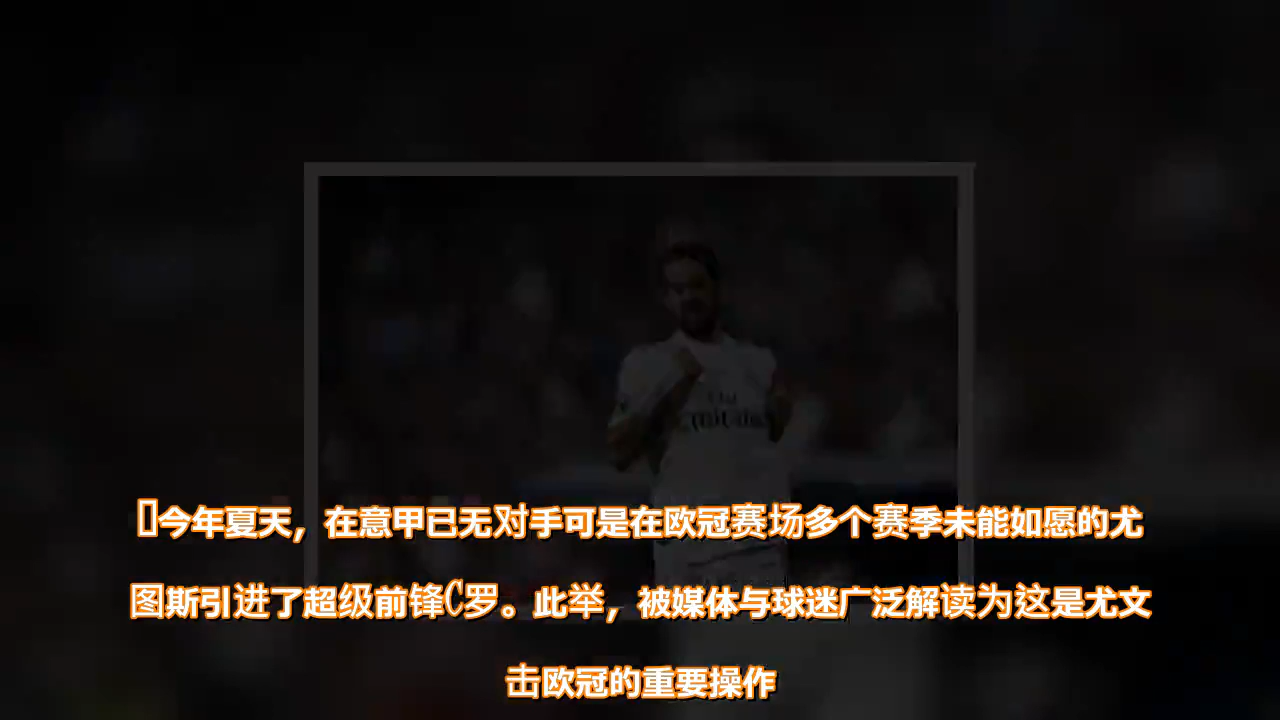 今年夏天，在意甲已无对手可是在欧冠赛场多个赛季未能如愿的尤
图斯引进了超级前锋C罗。此举，被媒体与球迷广泛解读为这是尤文
击欧冠的重要操作
Fly
Emirates